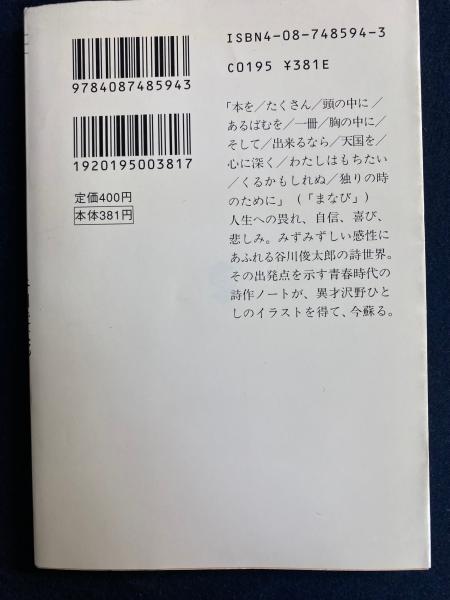 ISBN4-08-748594-3
C0195 ¥381E
9784087485943
1920195003817
定価400円
本体381円
「本を／たくさん／頭の中に／
あるばむを／一冊／胸の中に／
そして／出来るなら／天国を／
心に深く／わたしはもちたい
／くるかもしれぬ／独りの時
のために」（「まなび」）
人生への畏れ、自信、喜び、
悲しみ。みずみずしい感性に
あふれる谷川俊太郎の詩世界。
その出発点を示す青春時代の
詩作ノートが、異才沢野ひと
しのイラストを得て、今蘇る。